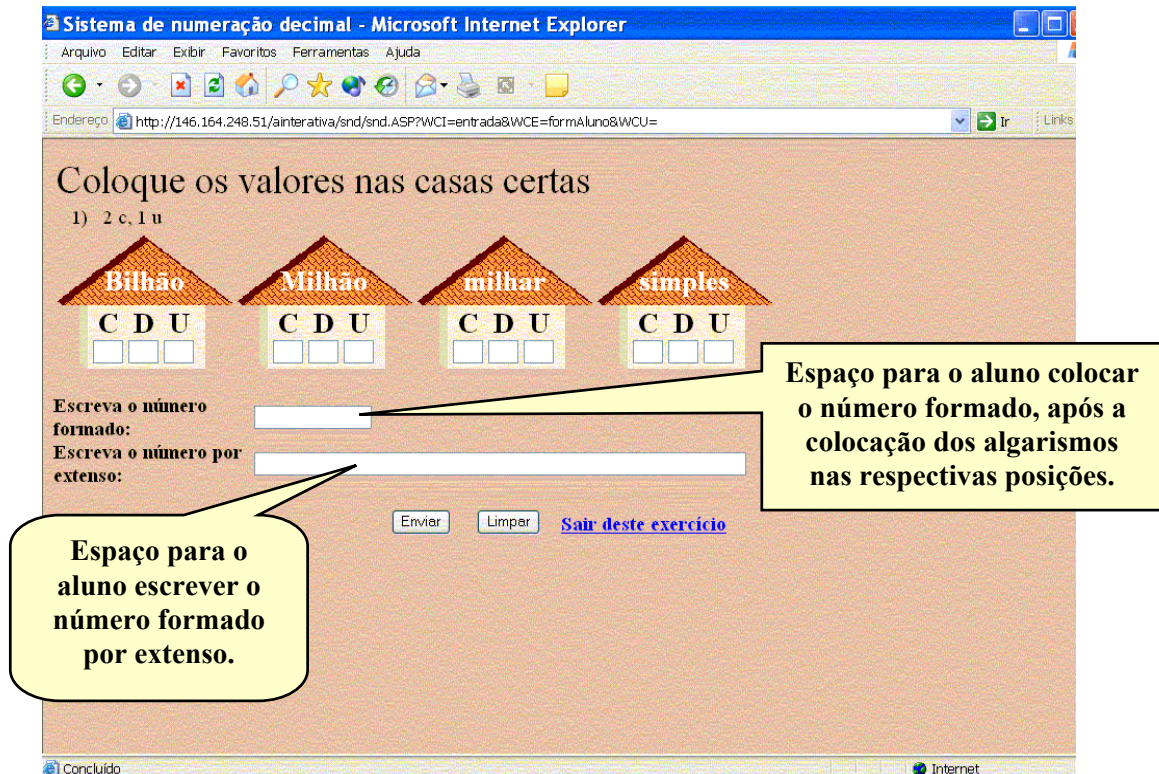 Sistema de numeração decimal - Microsoft Internet Explorer
Arquivo Editar Exibir Favoritos Ferramentas Ajuda
Endereço http://146.164.248.51/ainterativa/snd/snd.ASP?WCI=entrada&WCE=formAluno&WCU= Ir Links
Coloque os valores nas casas certas
1) 2 c, 1 u
Bilhão Milhão milhar simples
C D U C D U C D U C D U
Escreva o número
formado:
Escreva o número por
extenso:
Espaço para o aluno colocar
o número formado, após a
colocação dos algarismos
nas respectivas posições.
Enviar Limpar Sair deste exercício
Espaço para o
aluno escrever o
número formado
por extenso.
Concluído Internet